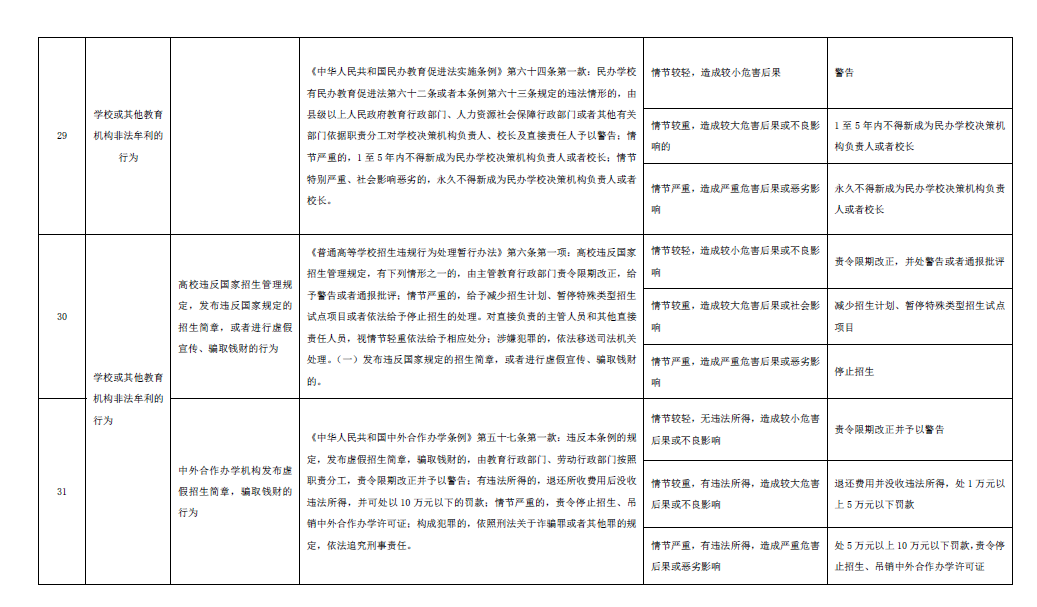 29
学校或其他教育
机构非法牟利的
行为
《中华人民共和国民办教育促进法实施条例》第六十四条第一款：民办学校
有民办教育促进法第六十二条或者本条例第六十三条规定的违法情形的，由
县级以上人民政府教育行政部门、人力资源社会保障行政部门或者其他有关
部门依据职责分工对学校决策机构负责人、校长及直接责任人予以警告；情
节严重的，1 至 5 年内不得新成为民办学校决策机构负责人或者校长；情节
特别严重、社会影响恶劣的，永久不得新成为民办学校决策机构负责人或者
校长。
情节较轻，造成较小危害后果
警告
情节较重，造成较大危害后果或不良影
响的
1 至 5 年内不得新成为民办学校决策机
构负责人或者校长
情节严重，造成严重危害后果或恶劣影
响
永久不得新成为民办学校决策机构负责
人或者校长
30
学校或其他教育
机构非法牟利的
行为
高校违反国家招生管理规
定，发布违反国家规定的
招生简章，或者进行虚假
宣传、骗取钱财的行为
《普通高等学校招生违规行为处理暂行办法》第六条第一项：高校违反国家
招生管理规定，有下列情形之一的，由主管教育行政部门责令限期改正，给
予警告或者通报批评；情节严重的，给予减少招生计划、暂停特殊类型招生
试点项目或者依法给予停止招生的处理。对直接负责的主管人员和其他直接
责任人员，视情节轻重依法给予相应处分；涉嫌犯罪的，依法移送司法机关
处理。（一）发布违反国家规定的招生简章，或者进行虚假宣传、骗取钱财
的。
情节较轻，造成较小危害后果或不良影
响
责令限期改正，并处警告或者通报批评
情节较重，造成较大危害后果或社会影
响
减少招生计划、暂停特殊类型招生试点
项目
情节严重，造成严重危害后果或恶劣影
响
停止招生
31
中外合作办学机构发布虚
假招生简章，骗取钱财的
行为
《中华人民共和国中外合作办学条例》第五十七条第一款：违反本条例的规
定，发布虚假招生简章，骗取钱财的，由教育行政部门、劳动行政部门按照
职责分工，责令限期改正并予以警告；有违法所得的，退还所收费用后没收
违法所得，并可处以 10 万元以下的罚款；情节严重的，责令停止招生、吊
销中外合作办学许可证；构成犯罪的，依照刑法关于诈骗罪或者其他罪的规
定，依法追究刑事责任。
情节较轻，无违法所得，造成较小危害
后果或不良影响
责令限期改正并予以警告
情节较重，有违法所得，造成较大危害
后果或不良影响
退还费用并没收违法所得，处 1 万元以
上 5 万元以下罚款
情节严重，有违法所得，造成严重危害
后果或恶劣影响
处 5 万元以上 10 万元以下罚款，责令停
止招生、吊销中外合作办学许可证